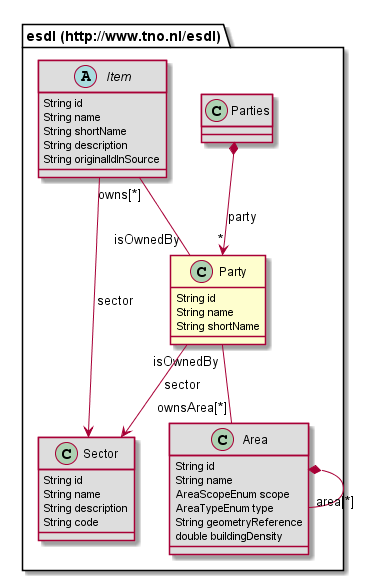 esdl (http://www.tno.nl/esdl)
A Item
String id
String name
String shortName
String description
String originalIdInSource
C Parties
owns[*]
party
isOwnedBy
*
C Party
String id
String name
String shortName
sector
isOwnedBy
sector
ownsArea[*]
C Sector
String id
String name
String description
String code
C Area
String id
String name
AreaScopeEnum scope
AreaTypeEnum type
String geometryReference
double buildingDensity
area[*]